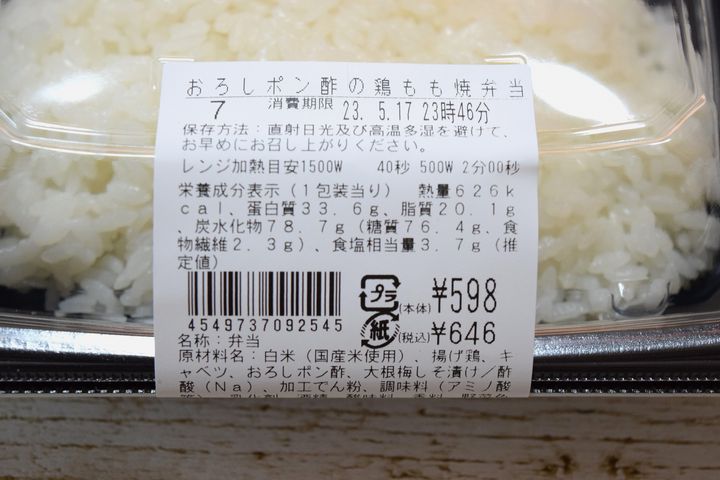 おろしポン酢の鶏もも焼弁当
7 消費期限 23. 5.17 23時46分
保存方法：直射日光及び高温多湿を避けて、
お早めにお召し上がりください。
レンジ加熱目安1500W 40秒 500W 2分00秒
栄養成分表示（1包装当り） 熱量626k
cal、蛋白質33.6g、脂質20.1g
、炭水化物78.7g（糖質76.4g、食
物繊維2.3g）、食塩相当量3.7g（推
定値）
プラ (本体) ¥598
4549737092545 紙 (税込) ¥646
名称：弁当
原材料名：白米（国産米使用）、揚げ鶏、キ
ャベツ、おろしポン酢、大根梅しそ漬け／酢
酸（Na）、加工でん粉、調味料（アミノ酸